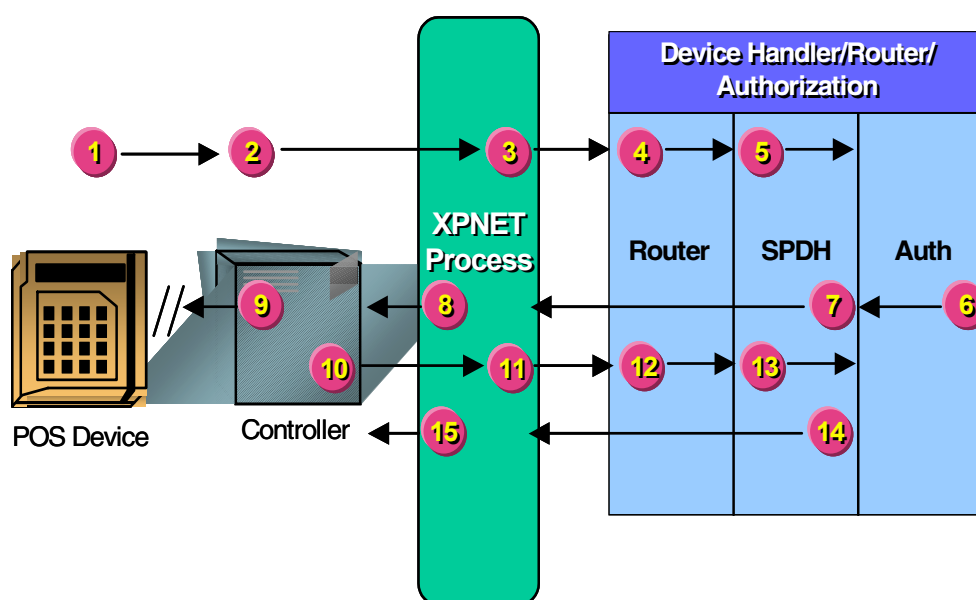 Device Handler/Router/
Authorization
1
2
3
4
5
XPNET
Process
Router
SPDH
Auth
9
8
7
6
10
11
12
13
POS Device
Controller
15
14